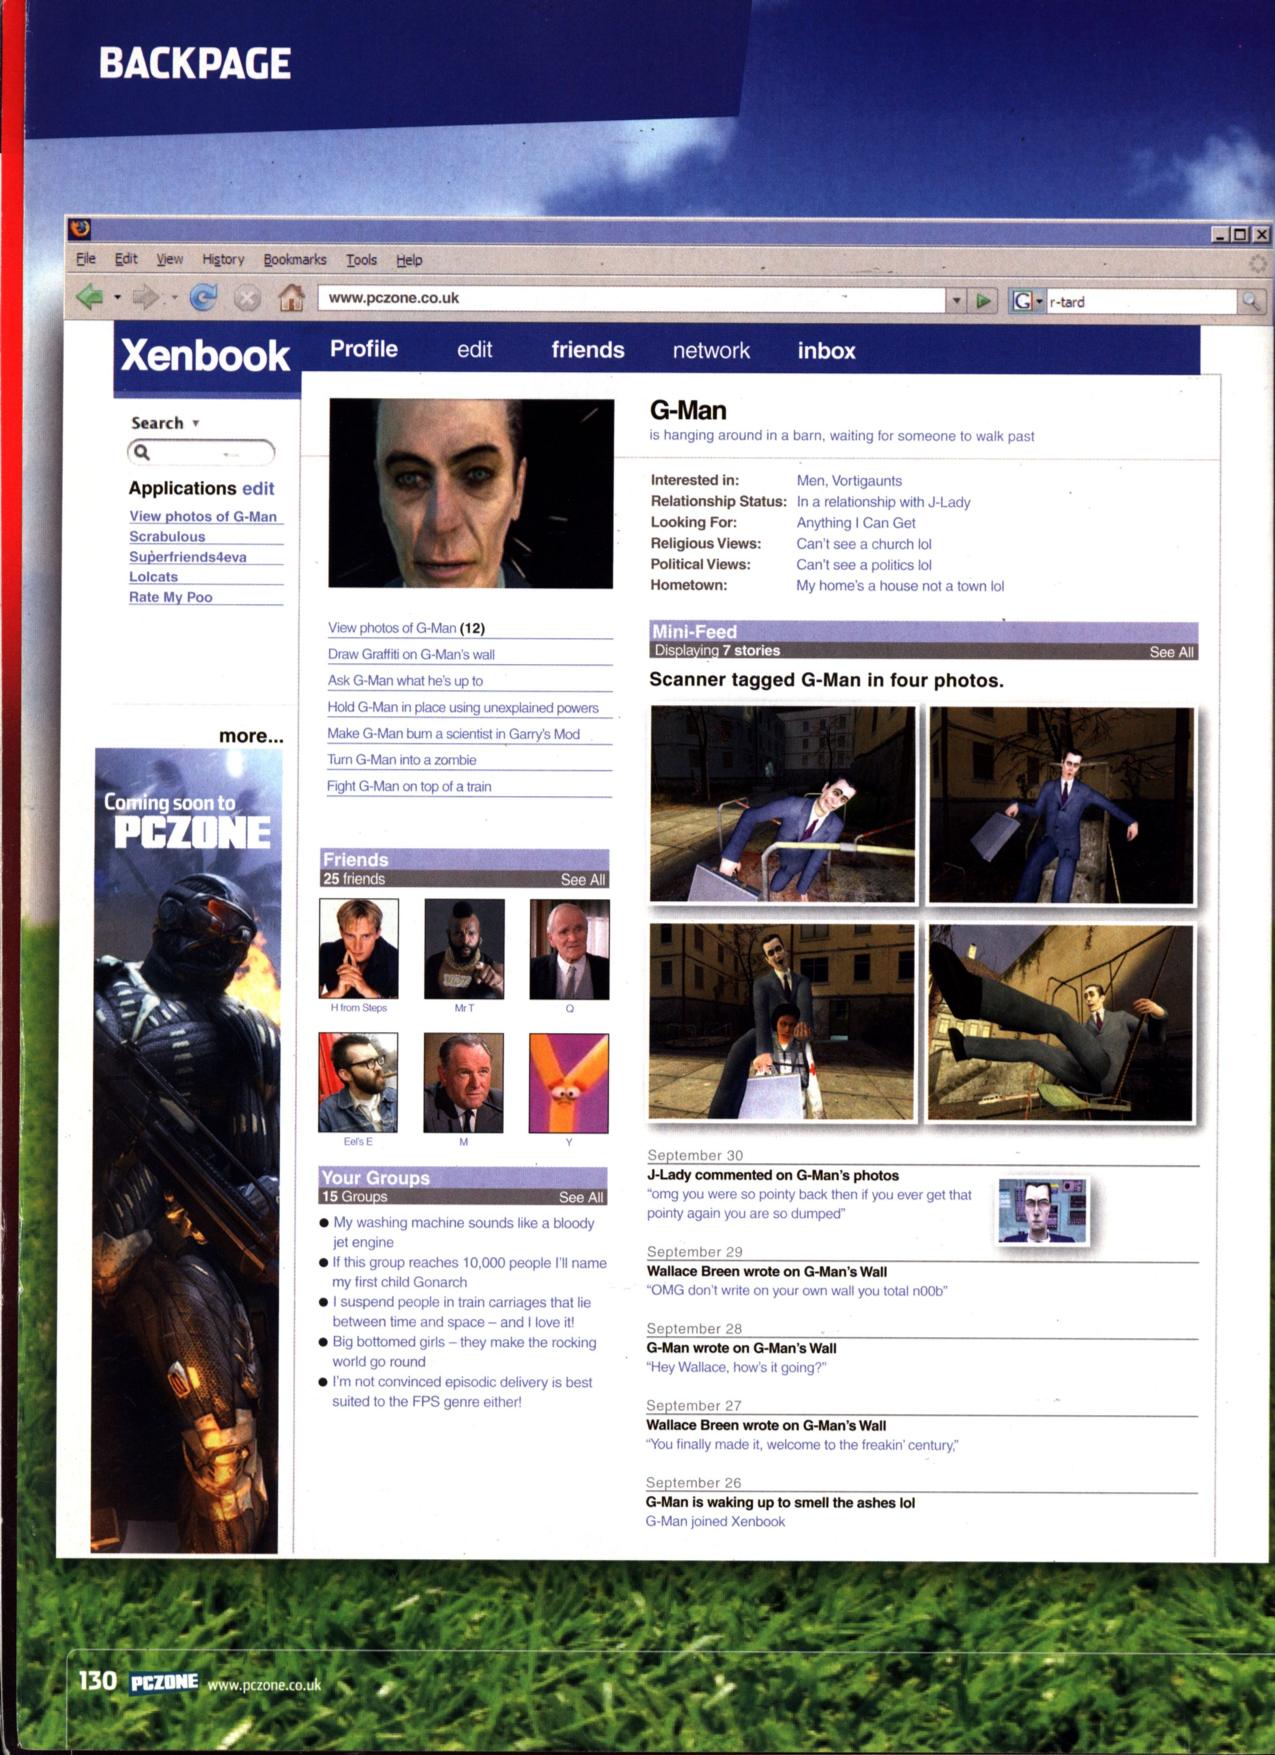 BACKPAGE
File Edit View History Bookmarks Tools Help
www.pczone.co.uk
G r-tard
Xenbook
Profile edit friends network inbox
Search
Applications edit
View photos of G-Man
Scrabulous
Superfriends4eva
Lolcats
Rate My Poo
more...
Coming soon to
PCZONE
View photos of G-Man (12)
Draw Graffiti on G-Man's wall
Ask G-Man what he's up to
Hold G-Man in place using unexplained powers
Make G-Man burn a scientist in Garry's Mod
Turn G-Man into a zombie
Fight G-Man on top of a train
Friends
25 friends See All
H from Steps Mr T Q
Eel's E M Y
Your Groups
15 Groups See All
● My washing machine sounds like a bloody
jet engine
● If this group reaches 10,000 people I'll name
my first child Gonarch
● I suspend people in train carriages that lie
between time and space – and I love it!
● Big bottomed girls – they make the rocking
world go round
● I'm not convinced episodic delivery is best
suited to the FPS genre either!
G-Man
is hanging around in a barn, waiting for someone to walk past
Interested in: Men, Vortigaunts
Relationship Status: In a relationship with J-Lady
Looking For: Anything I Can Get
Religious Views: Can't see a church lol
Political Views: Can't see a politics lol
Hometown: My home's a house not a town lol
Mini-Feed
Displaying 7 stories See All
Scanner tagged G-Man in four photos.
September 30
J-Lady commented on G-Man's photos
“omg you were so pointy back then if you ever get that
pointy again you are so dumped”
September 29
Wallace Breen wrote on G-Man's Wall
“OMG don't write on your own wall you total n00b”
September 28
G-Man wrote on G-Man's Wall
“Hey Wallace, how's it going?”
September 27
Wallace Breen wrote on G-Man's Wall
“You finally made it, welcome to the freakin' century,”
September 26
G-Man is waking up to smell the ashes lol
G-Man joined Xenbook
130 PCZONE www.pczone.co.uk